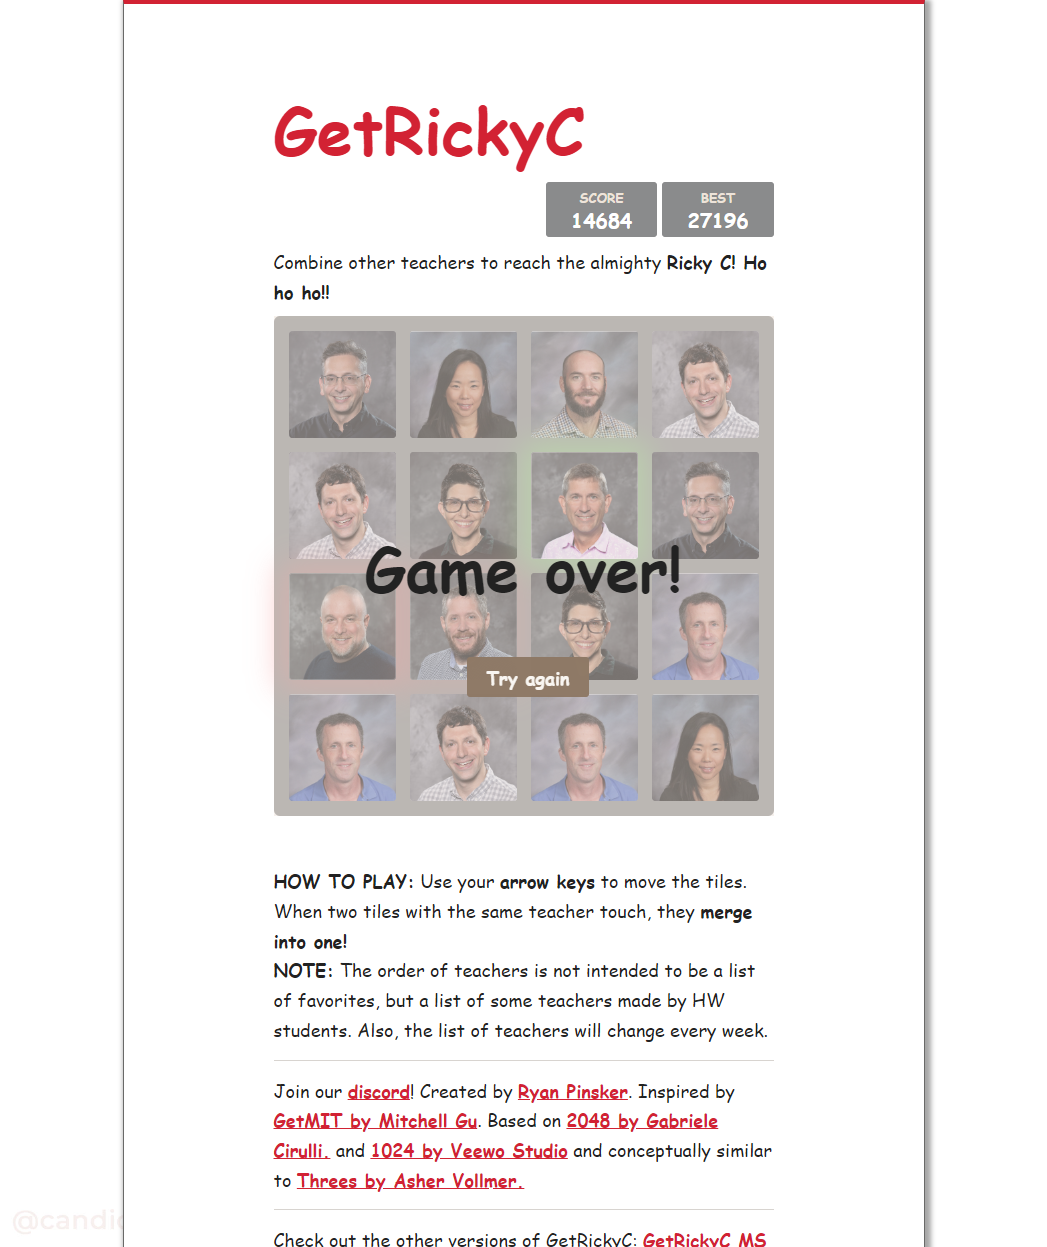 GetRickyC
SCORE
14684
BEST
27196
Combine other teachers to reach the almighty Ricky C! Ho
ho ho!!
Game over!
Try again
HOW TO PLAY: Use your arrow keys to move the tiles.
When two tiles with the same teacher touch, they merge
into one!
NOTE: The order of teachers is not intended to be a list
of favorites, but a list of some teachers made by HW
students. Also, the list of teachers will change every week.
Join our discord! Created by Ryan Pinsker. Inspired by
GetMIT by Mitchell Gu. Based on 2048 by Gabriele
Cirulli. and 1024 by Veewo Studio and conceptually similar
to Threes by Asher Vollmer.
@candi
Check out the other versions of GetRickyC: GetRickyC MS